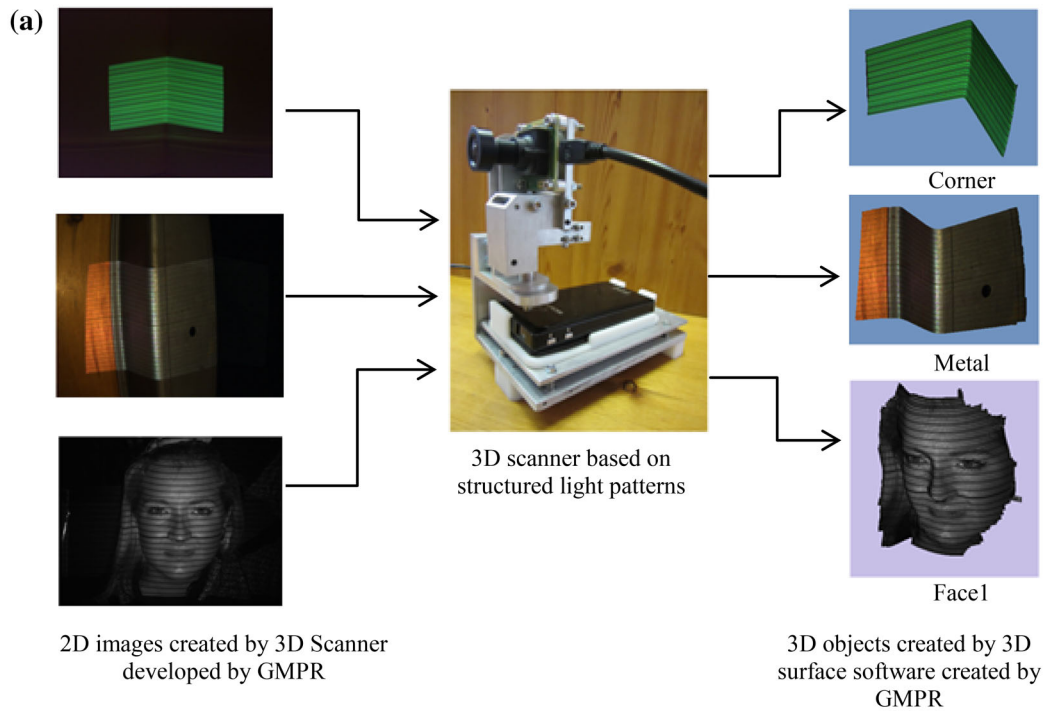 (a)
Corner
Metal
3D scanner based on
structured light patterns
Face1
2D images created by 3D Scanner
developed by GMPR
3D objects created by 3D
surface software created by
GMPR